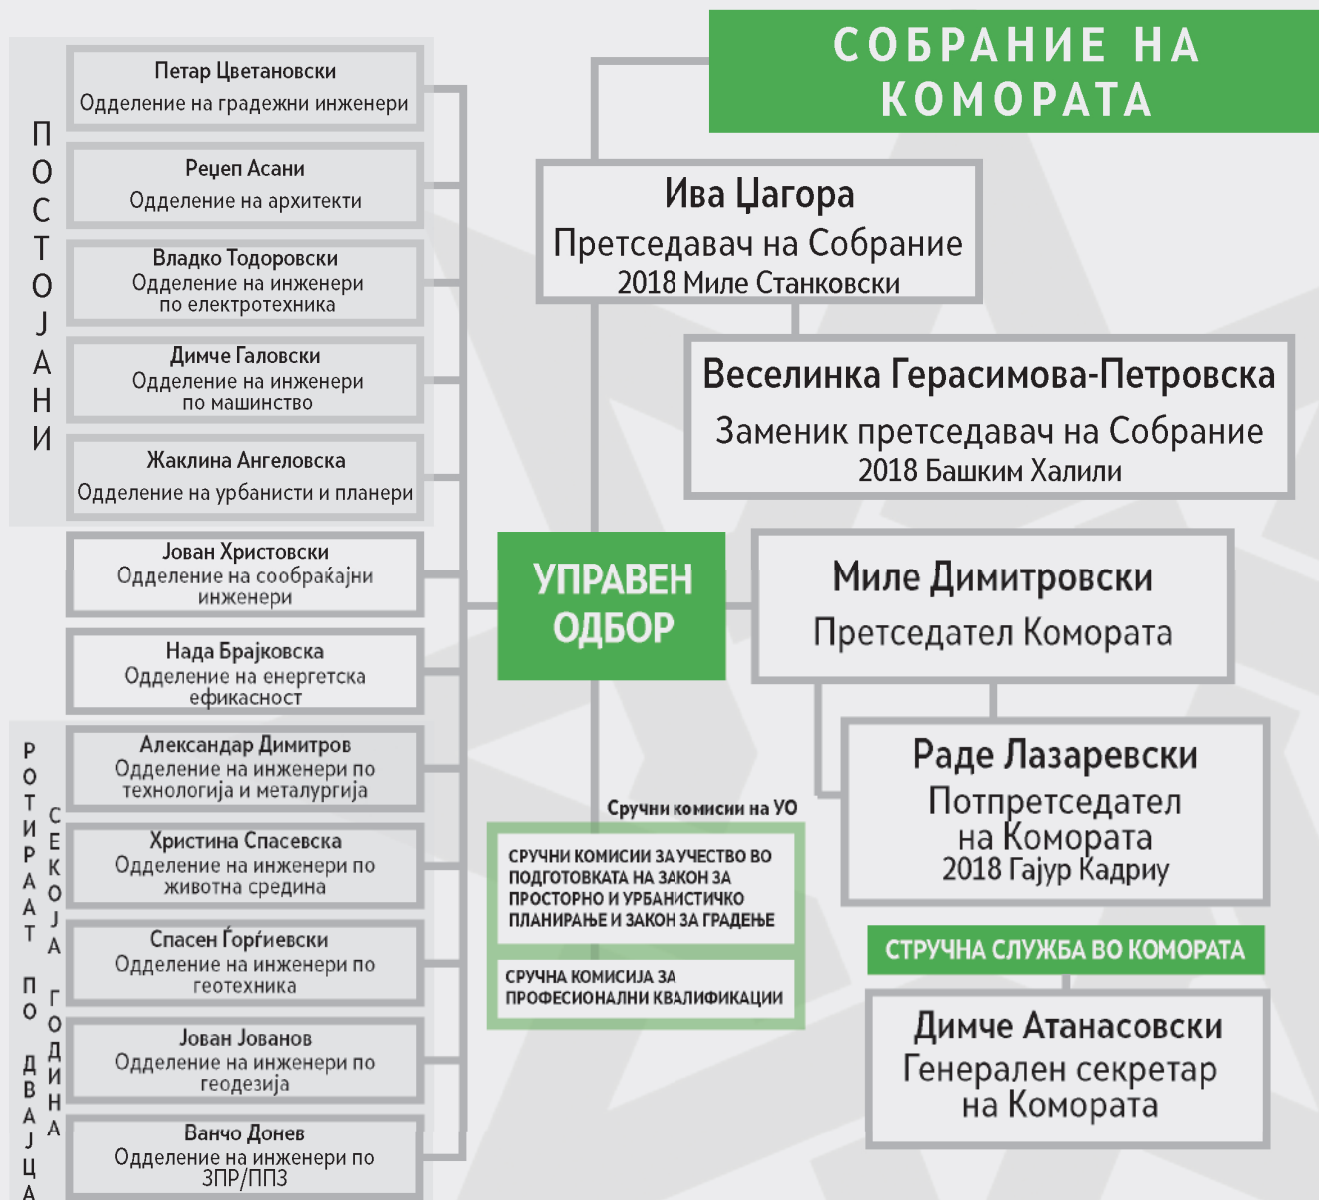 СОБРАНИЕ НА
КОМОРАТА
Ива Џагора
Претседавач на Собрание
2018 Миле Станковски
Веселинка Герасимова-Петровска
Заменик претседавач на Собрание
2018 Башким Халили
ПОСТОЈАНИ
Петар Цветановски
Одделение на градежни инженери
Реџеп Асани
Одделение на архитекти
Владко Тодоровски
Одделение на инженери
по електротехника
Димче Галовски
Одделение на инженери
по машинство
Жаклина Ангеловска
Одделение на урбанисти и планери
Јован Христовски
Одделение на сообраќајни
инженери
Нада Брајковска
Одделение на енергетска
ефикасност
РОТИРААТ ПО ДВАЈЦА
СЕКОЈА ГОДИНА
Александар Димитров
Одделение на инженери по
технологија и металургија
Христина Спасевска
Одделение на инженери по
животна средина
Спасен Ѓорѓиевски
Одделение на инженери по
геотехника
Јован Јованов
Одделение на инженери по
геодезија
Ванчо Донев
Одделение на инженери по
ЗПР/ППЗ
УПРАВЕН
ОДБОР
Миле Димитровски
Претседател Комората
Раде Лазаревски
Потпретседател
на Комората
2018 Гајур Кадриу
Сручни комисии на УО
СРУЧНИ КОМИСИИ ЗА УЧЕСТВО ВО
ПОДГОТОВКАТА НА ЗАКОН ЗА
ПРОСТОРНО И УРБАНИСТИЧКО
ПЛАНИРАЊЕ И ЗАКОН ЗА ГРАДЕЊЕ
СРУЧНА КОМИСИЈА ЗА
ПРОФЕСИОНАЛНИ КВАЛИФИКАЦИИ
СТРУЧНА СЛУЖБА ВО КОМОРАТА
Димче Атанасовски
Генерален секретар
на Комората